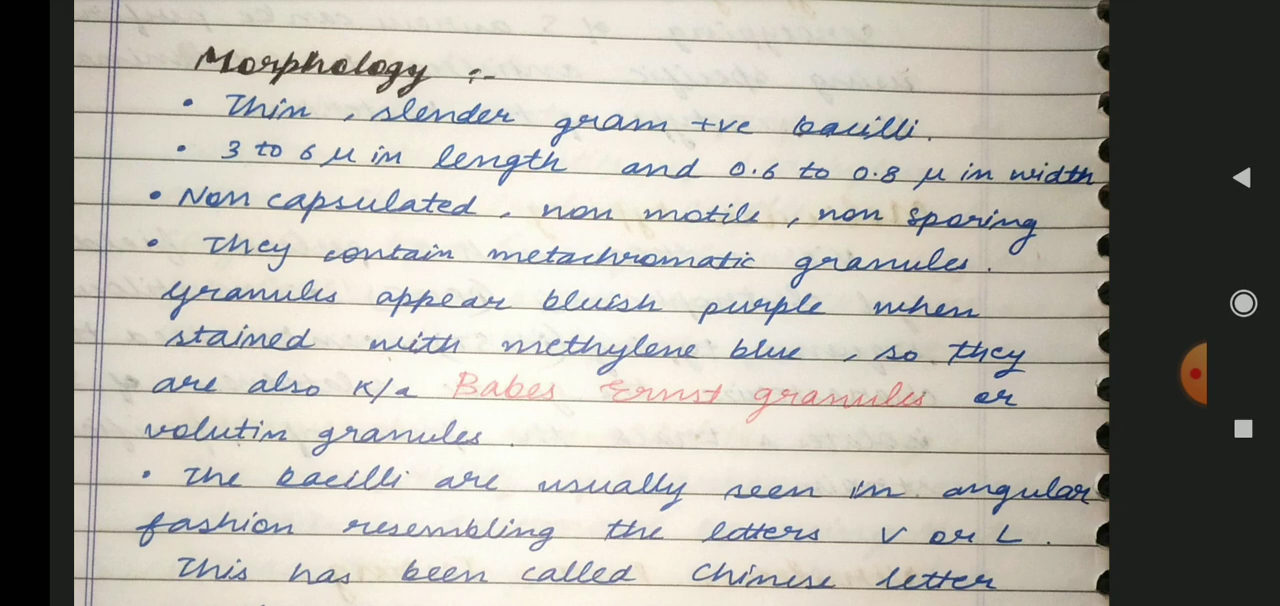 Morphology :-
• Thin, slender gram +ve bacilli.
• 3 to 6 μ in length and 0.6 to 0.8 μ in width
• Non capsulated, non motile, non sporing
• They contain metachromatic granules.
Granules appear bluish purple when
stained with methylene blue, so they
are also K/a Babes Ernst granules or
volutin granules.
• The bacilli are usually seen in angular
fashion resembling the letters V or L.
This has been called Chinese letter